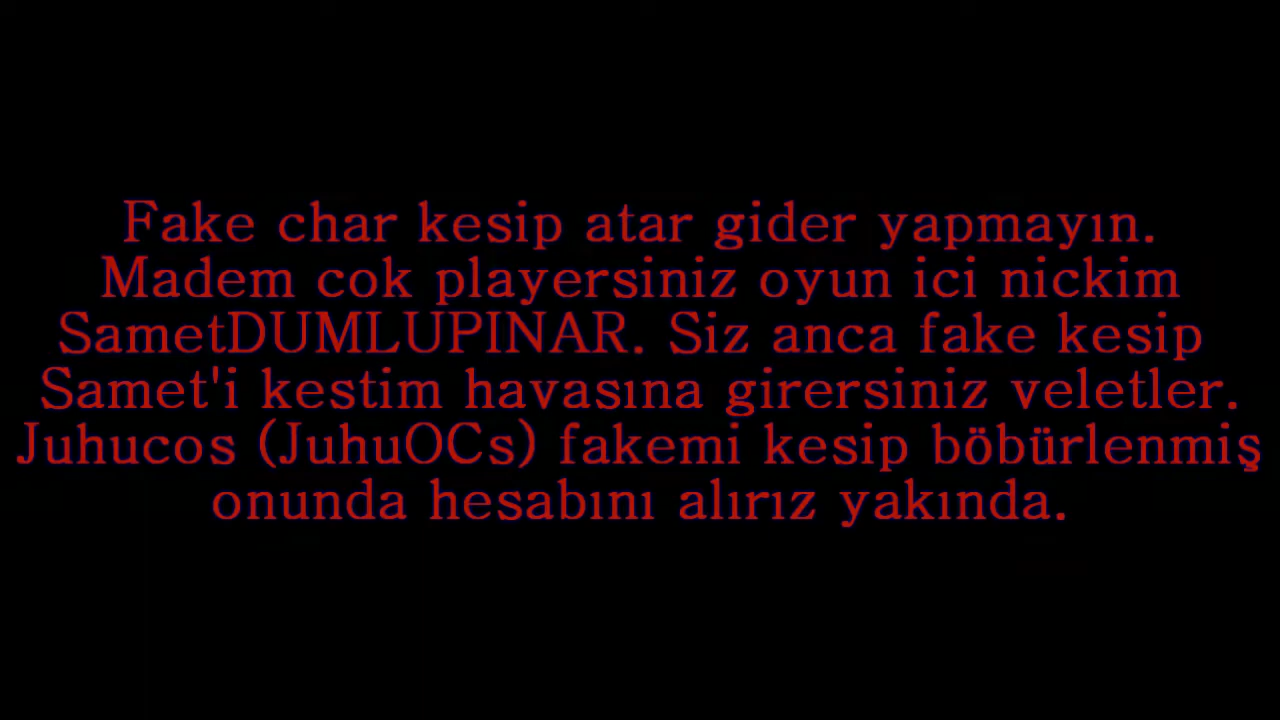 Fake char kesip atar gider yapmayın.
Madem cok playersiniz oyun ici nickim
SametDUMLUPINAR. Siz anca fake kesip
Samet'i kestim havasına girersiniz veletler.
Juhucos (JuhuOCs) fakemi kesip böbürlenmiş
onunda hesabını alırız yakında.